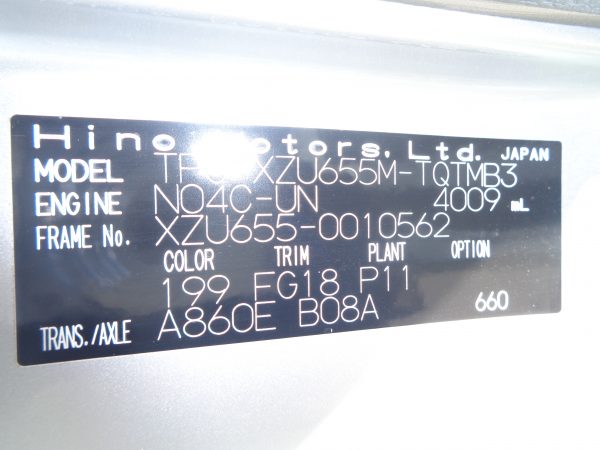 Hino Motors, Ltd. JAPAN
MODEL XZU655M-TQTMB3
ENGINE N04C-UN 4009 mL
FRAME No. XZU655-0010562
COLOR TRIM PLANT OPTION
199 FG18 P11
660
TRANS./AXLE A860E B08A